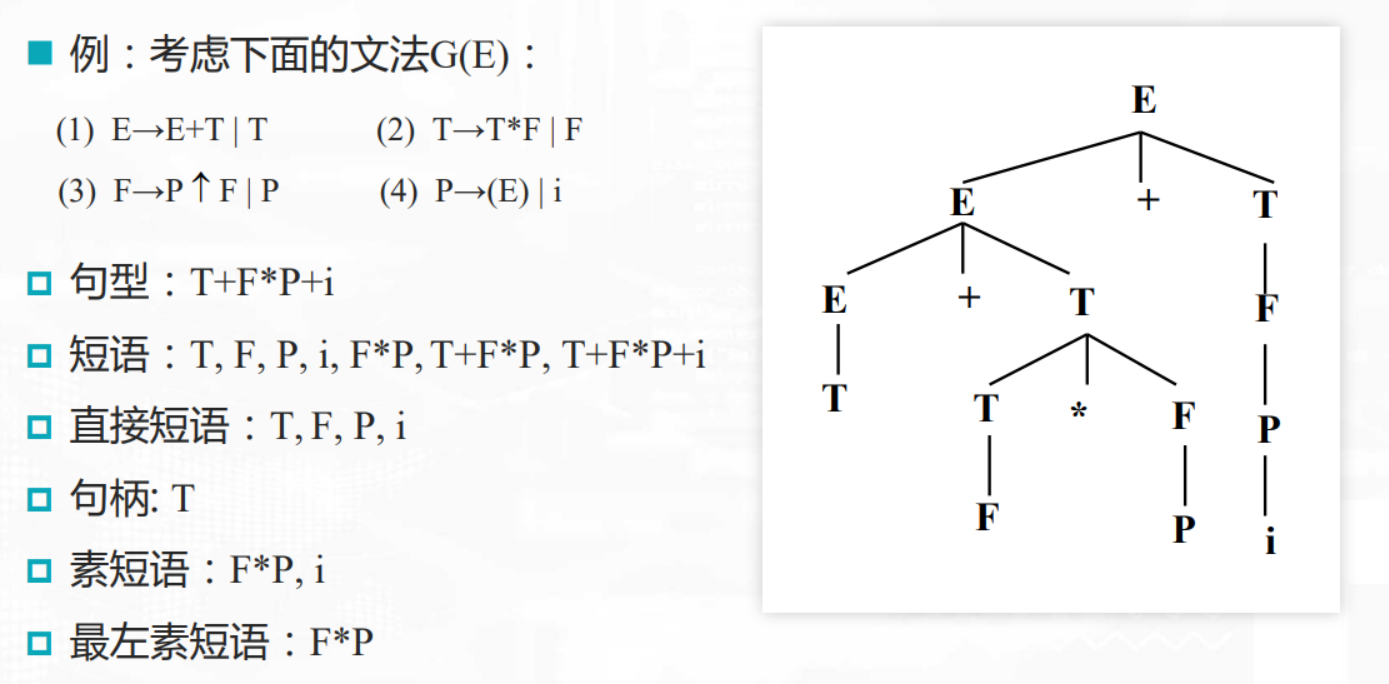 例：考虑下面的文法G(E)：
(1) E→E+T | T (2) T→T*F | F
(3) F→P↑F | P (4) P→(E) | i
句型：T+F*P+i
短语：T, F, P, i, F*P, T+F*P, T+F*P+i
直接短语：T, F, P, i
句柄: T
素短语：F*P, i
最左素短语：F*P
E
E + T
E + T F
T T * F P
F P i